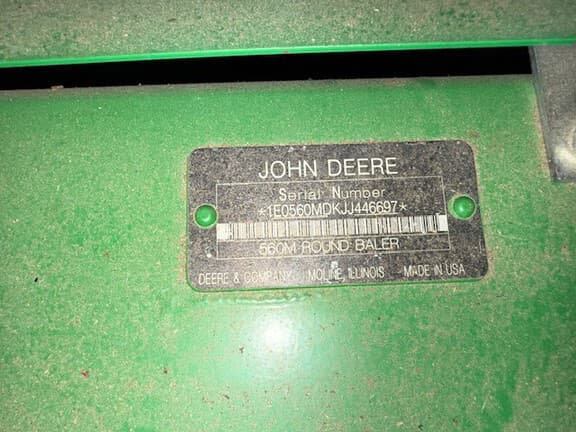 JOHN DEERE
Serial Number
*1E0560MDKJJ446697*
560M ROUND BALER
DEERE & COMPANY MOLINE, ILLINOIS MADE IN USA